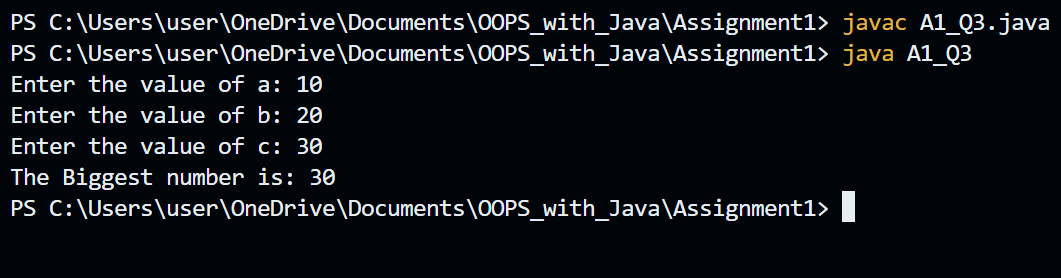 PS C:\Users\user\OneDrive\Documents\OOPS_with_Java\Assignment1> javac A1_Q3.java
PS C:\Users\user\OneDrive\Documents\OOPS_with_Java\Assignment1> java A1_Q3
Enter the value of a: 10
Enter the value of b: 20
Enter the value of c: 30
The Biggest number is: 30
PS C:\Users\user\OneDrive\Documents\OOPS_with_Java\Assignment1>